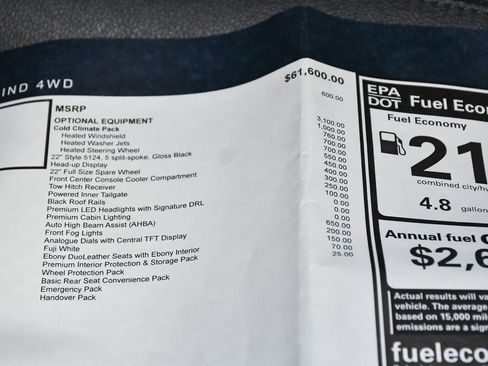 IND 4WD
MSRP $61,600.00
OPTIONAL EQUIPMENT
Cold Climate Pack 600.00
Heated Windshield
Heated Washer Jets
Heated Steering Wheel
22" Style 5124, 5 split-spoke, Gloss Black 3,100.00
Head-up Display 1,000.00
22" Full Size Spare Wheel 760.00
Front Center Console Cooler Compartment 700.00
Tow Hitch Receiver 700.00
Powered Inner Tailgate 550.00
Black Roof Rails 450.00
Premium LED Headlights with Signature DRL 400.00
Premium Cabin Lighting 300.00
Auto High Beam Assist (AHBA) 250.00
Front Fog Lights
Analogue Dials with Central TFT Display 100.00
Fuji White 0.00
Ebony DuoLeather Seats with Ebony Interior 0.00
Premium Interior Protection & Storage Pack 650.00
Wheel Protection Pack 200.00
Basic Rear Seat Convenience Pack 150.00
Emergency Pack 70.00
Handover Pack 25.00
EPA
DOT Fuel Eco
Fuel Economy
21
combined city/h
4.8 gallon
Annual fuel
$2,6
Actual results will va
vehicle. The average
based on 15,000 mil
emissions are a sign
fueleco